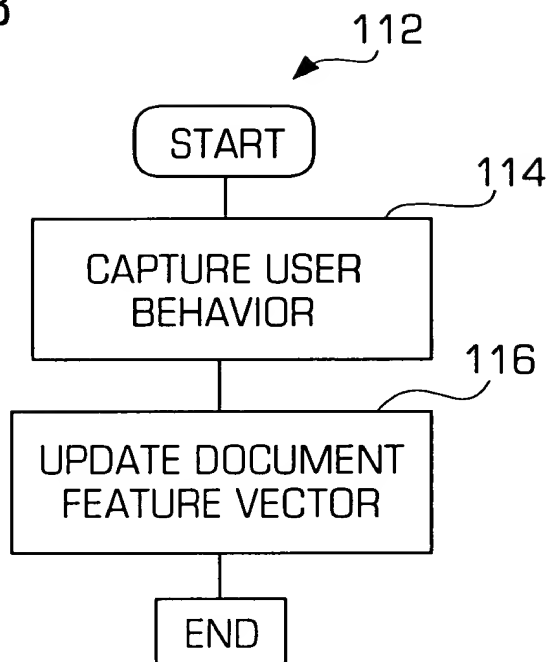 112
START
114
CAPTURE USER
BEHAVIOR
116
UPDATE DOCUMENT
FEATURE VECTOR
END